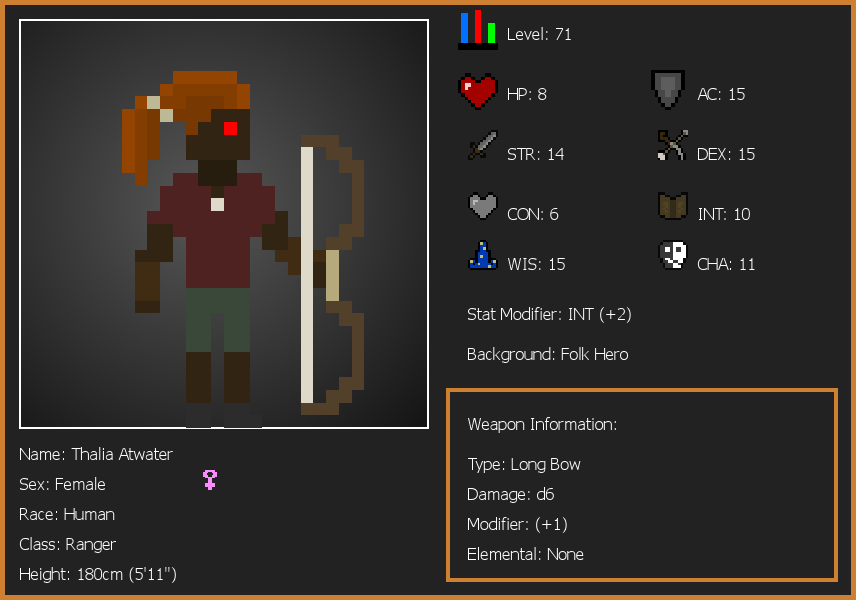 Level: 71
HP: 8
AC: 15
STR: 14
DEX: 15
CON: 6
INT: 10
WIS: 15
CHA: 11
Stat Modifier: INT (+2)
Background: Folk Hero
Weapon Information:
Type: Long Bow
Damage: d6
Modifier: (+1)
Elemental: None
Name: Thalia Atwater
Sex: Female
Race: Human
Class: Ranger
Height: 180cm (5'11")